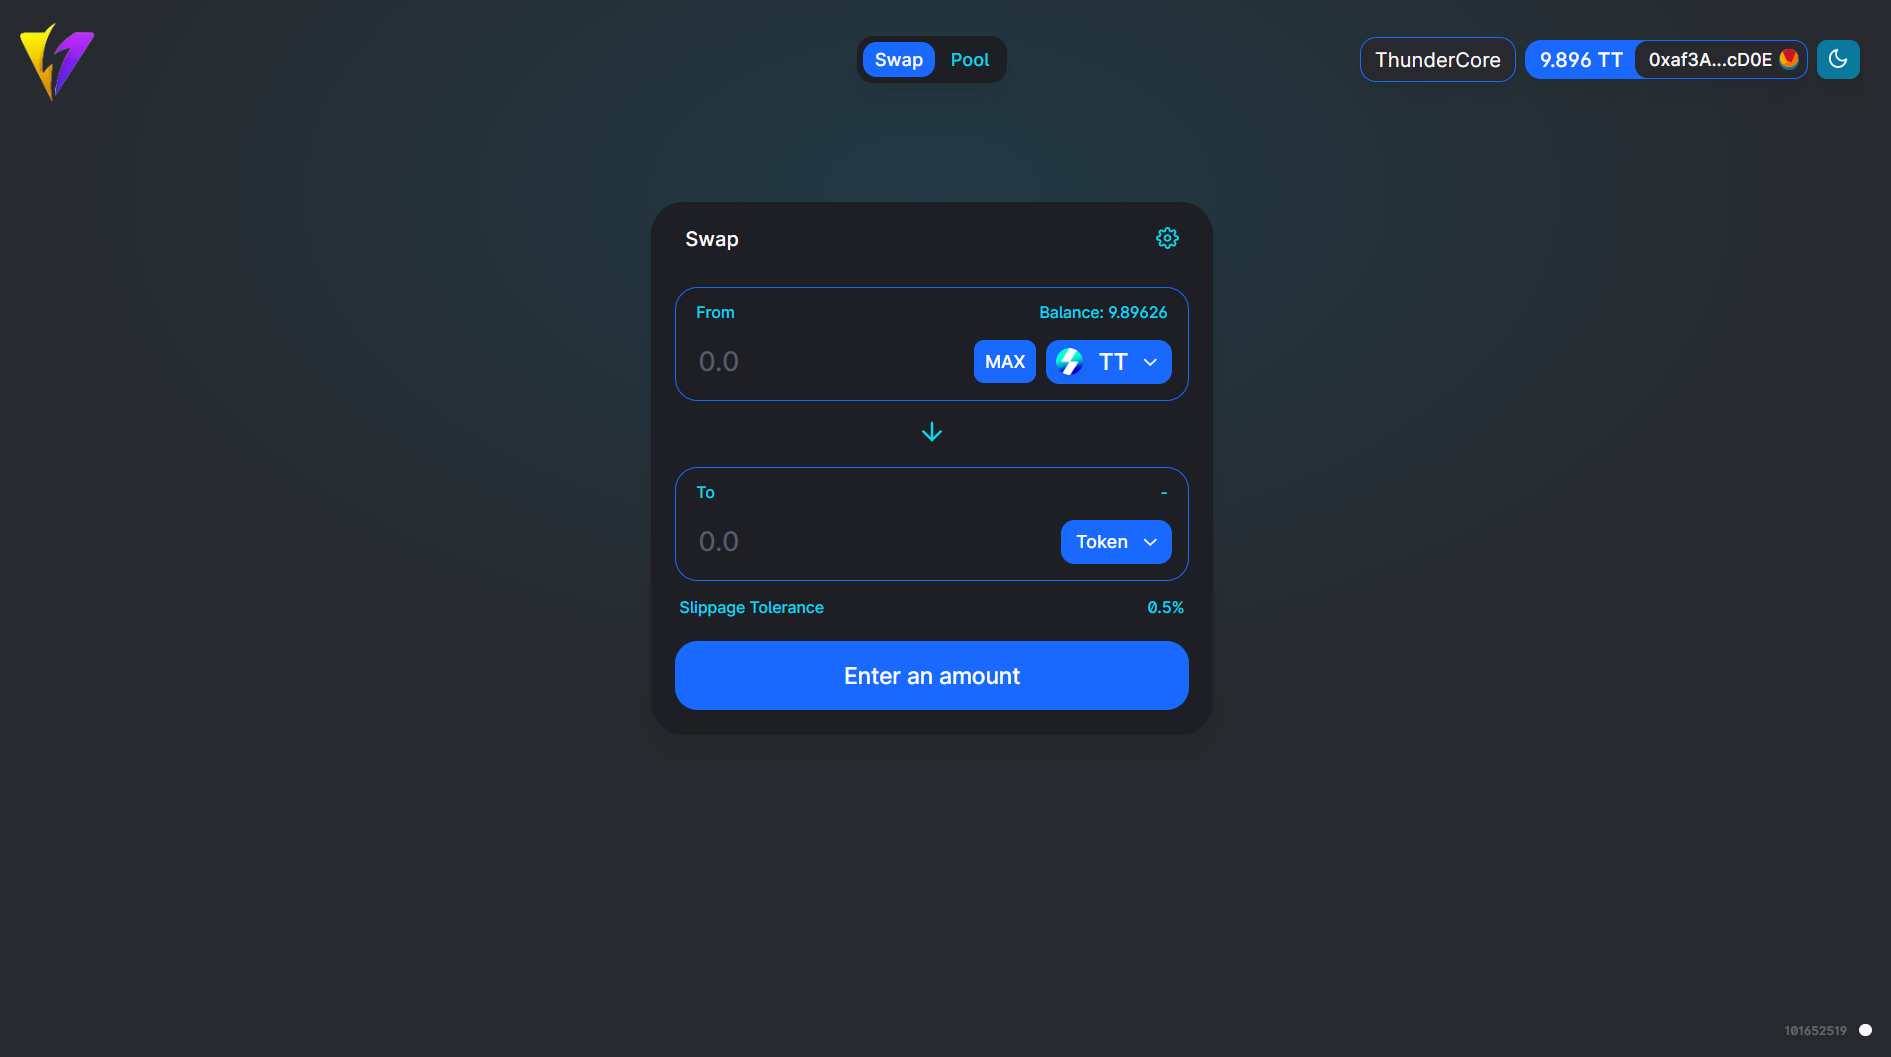 Swap Pool ThunderCore 9.896 TT 0xaf3A...cD0E
Swap
From Balance: 9.89626
0.0 MAX TT
To -
0.0 Token
Slippage Tolerance 0.5%
Enter an amount
101652519